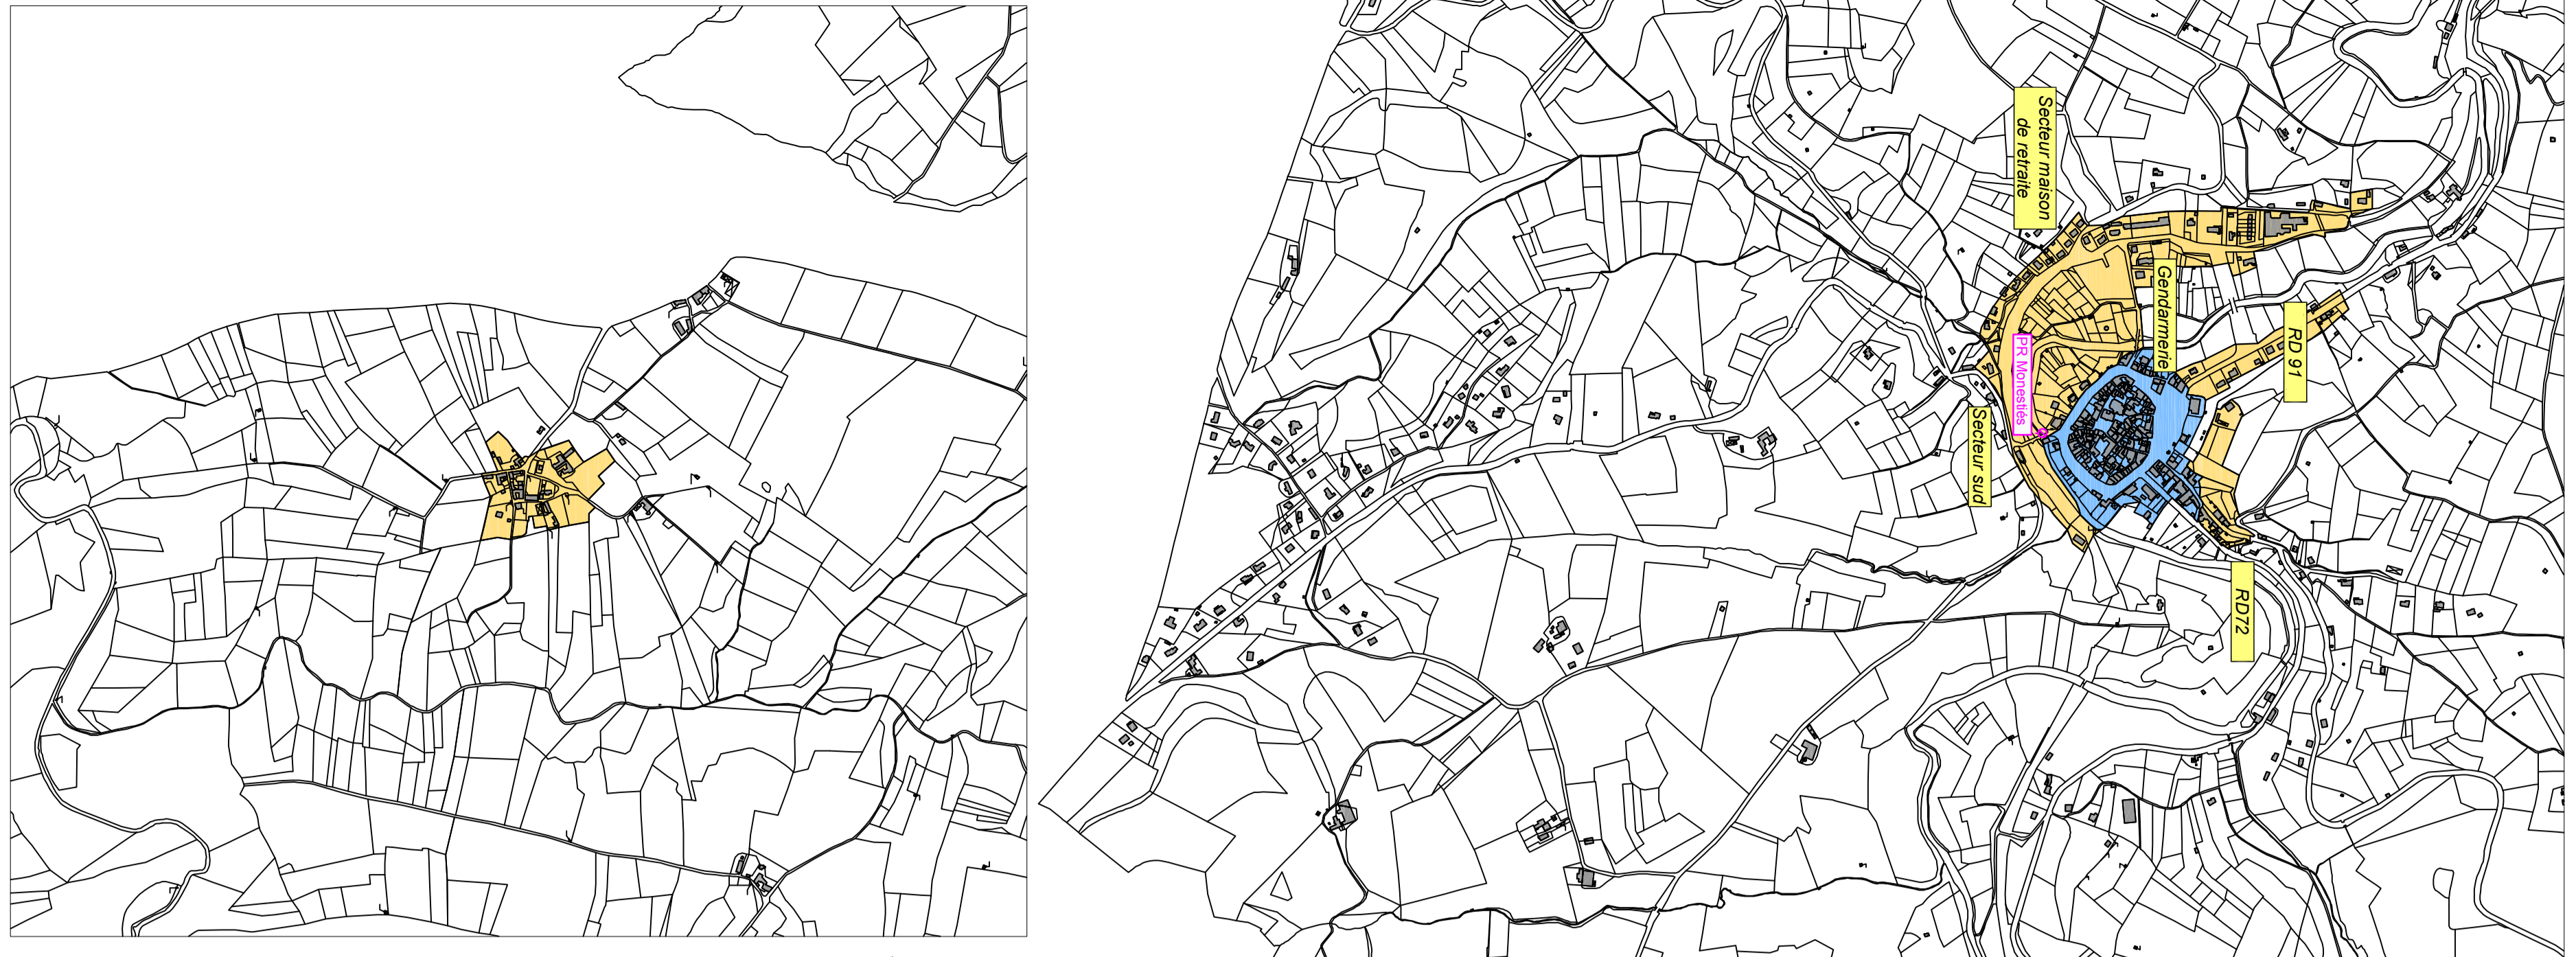 Secteur maison
de retraite
Gendarmerie
RD 91
PR Monestiés
Secteur sud
RD72